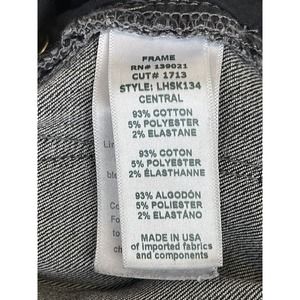 FRAME
RN# 139021
CUT# 1713
STYLE: LHSK134
CENTRAL
93% COTTON
5% POLYESTER
2% ELASTANE
93% COTON
5% POLYESTER
2% ÉLASTHANNE
93% ALGODÓN
5% POLIÉSTER
2% ELASTANO
MADE IN USA
of imported fabrics
and components